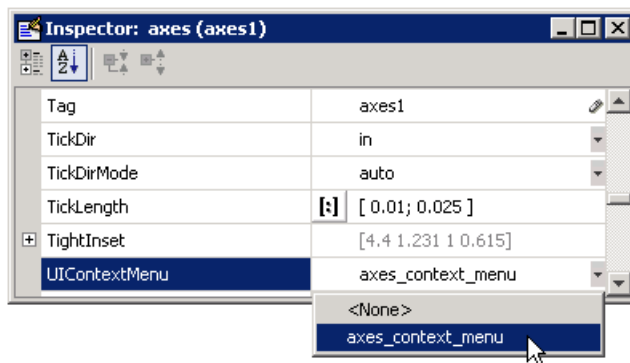 Inspector: axes (axes1)
Tag axes1
TickDir in
TickDirMode auto
TickLength [:] [ 0.01; 0.025 ]
TightInset [4.4 1.231 1 0.615]
UIContextMenu axes_context_menu
<None>
axes_context_menu